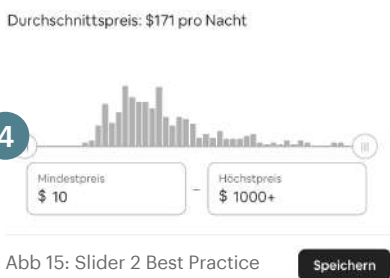 Durchschnittspreis: $171 pro Nacht
4
Mindestpreis
$ 10
–
Höchstpreis
$ 1000+
Abb 15: Slider 2 Best Practice
Speichern